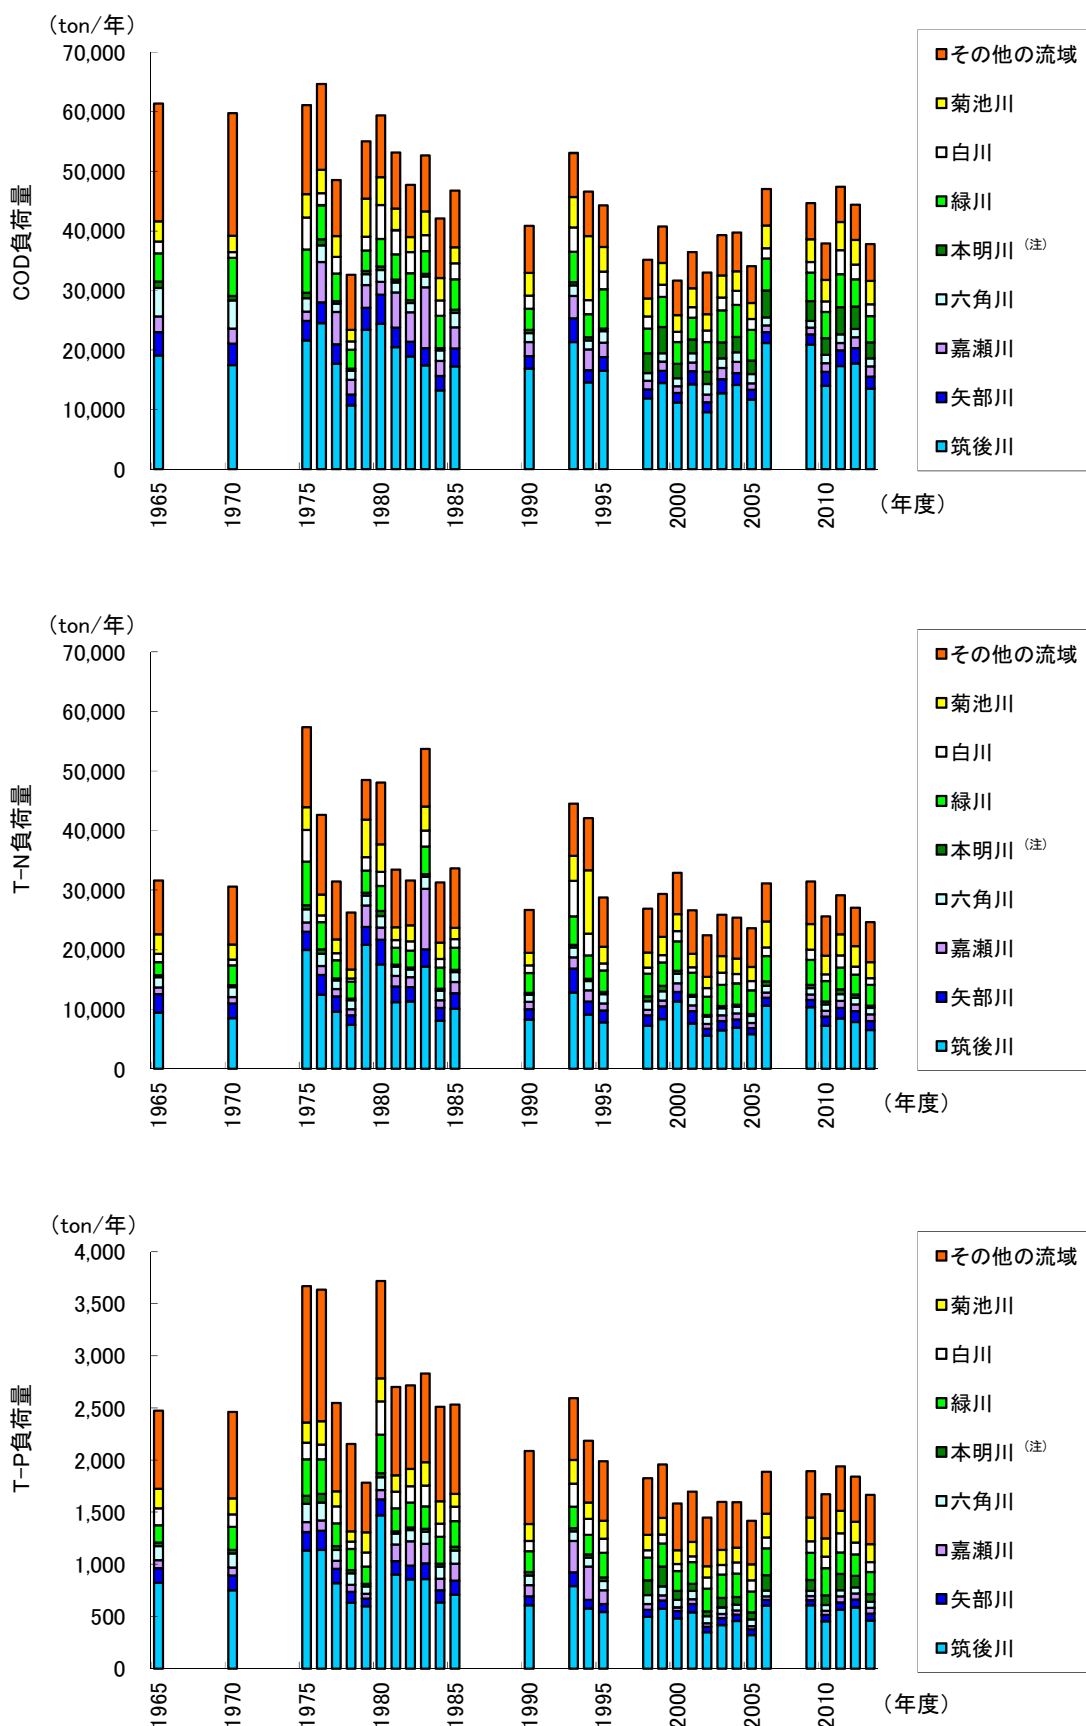 （ton/年）
COD負荷量
70,000
60,000
50,000
40,000
30,000
20,000
10,000
0
1965
1970
1975
1980
1985
1990
1995
2000
2005
2010
（年度）
その他の流域
菊池川
白川
緑川
本明川（注）
六角川
嘉瀬川
矢部川
筑後川
（ton/年）
T-N負荷量
70,000
60,000
50,000
40,000
30,000
20,000
10,000
0
1965
1970
1975
1980
1985
1990
1995
2000
2005
2010
（年度）
その他の流域
菊池川
白川
緑川
本明川（注）
六角川
嘉瀬川
矢部川
筑後川
（ton/年）
T-P負荷量
4,000
3,500
3,000
2,500
2,000
1,500
1,000
500
0
1965
1970
1975
1980
1985
1990
1995
2000
2005
2010
（年度）
その他の流域
菊池川
白川
緑川
本明川（注）
六角川
嘉瀬川
矢部川
筑後川